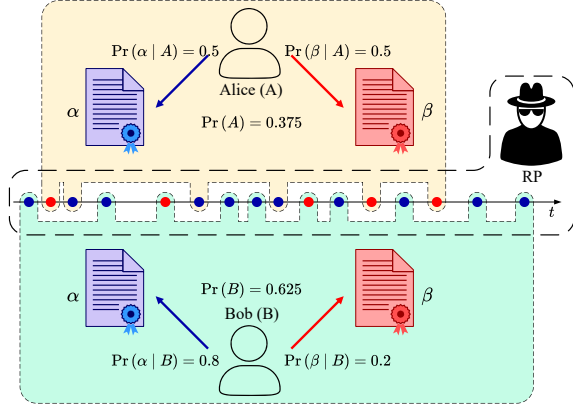 Pr (α | A) = 0.5
Pr (β | A) = 0.5
Alice (A)
α
β
Pr (A) = 0.375
RP
t
Pr (B) = 0.625
α
β
Bob (B)
Pr (α | B) = 0.8
Pr (β | B) = 0.2